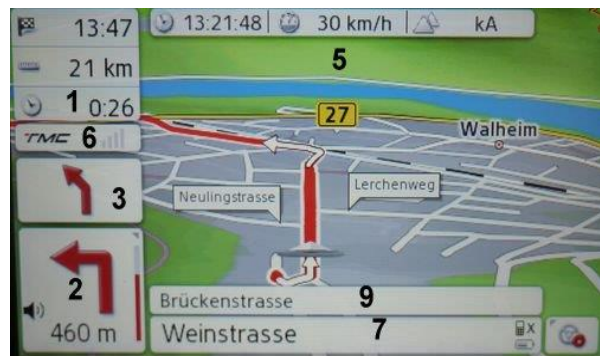 13:47
13:21:48 30 km/h kA
21 km
5
1 0:26
27
TMC 6
Walheim
3
Neulingstrasse
Lerchenweg
2
460 m
Brückenstrasse 9
Weinstrasse 7
X